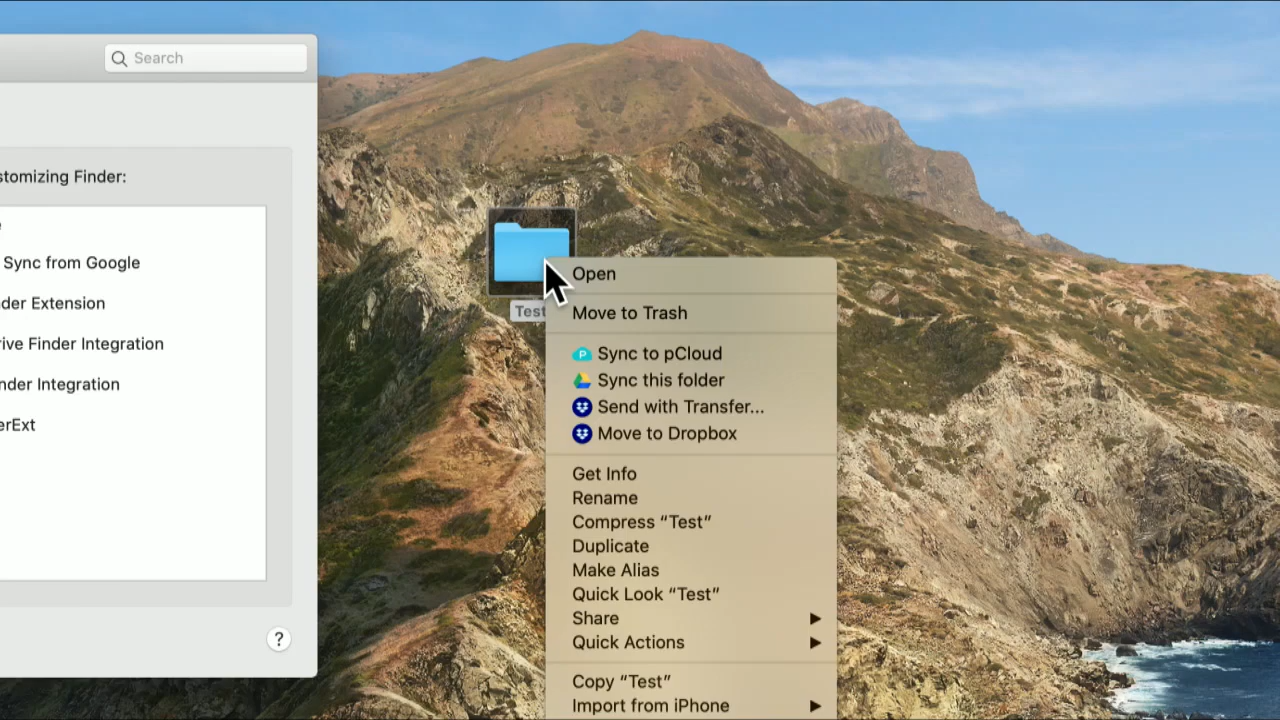 Search
stomizing Finder:
Sync from Google
der Extension
rive Finder Integration
nder Integration
erExt
?
Test
Open
Move to Trash
Sync to pCloud
Sync this folder
Send with Transfer...
Move to Dropbox
Get Info
Rename
Compress “Test”
Duplicate
Make Alias
Quick Look “Test”
Share
Quick Actions
Copy “Test”
Import from iPhone